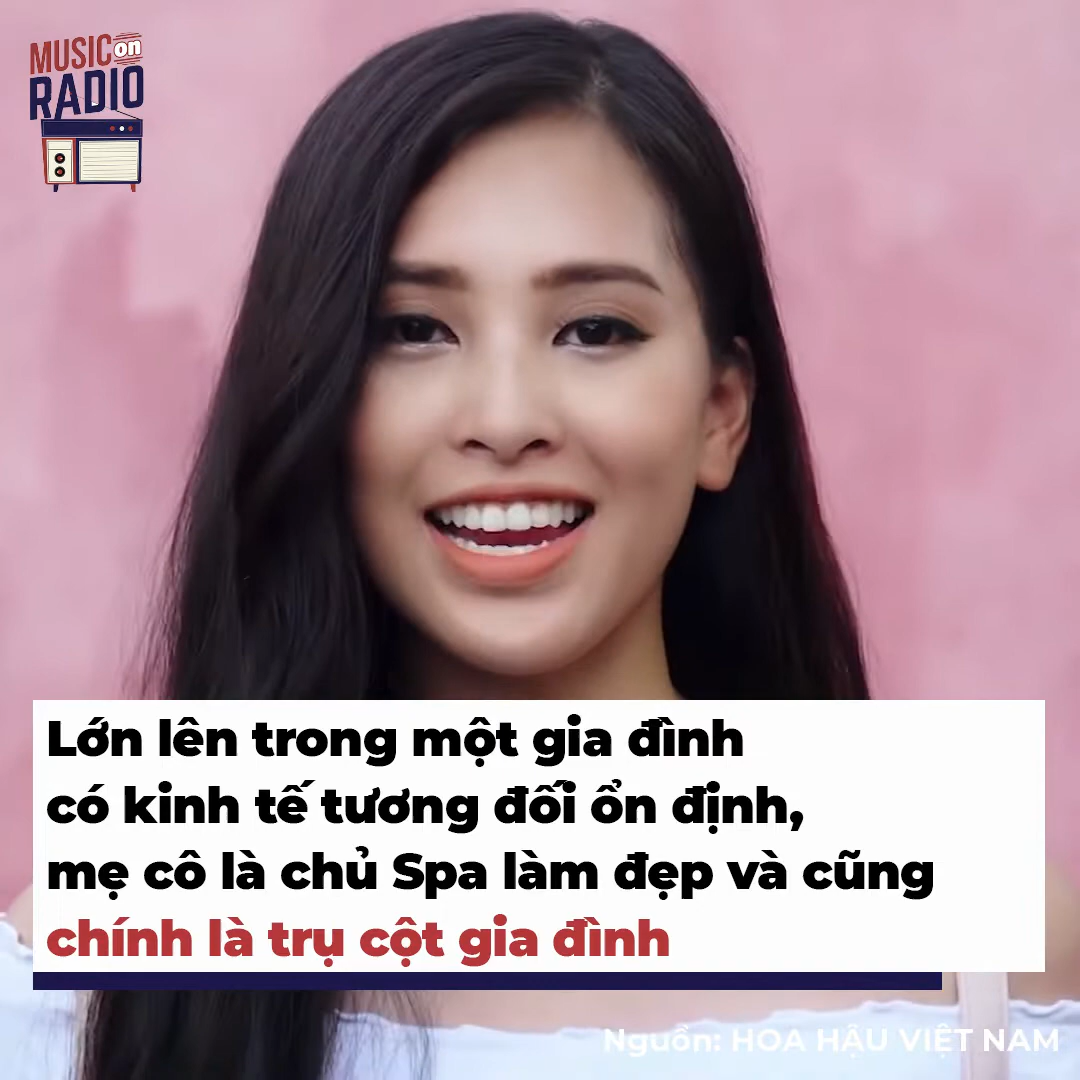 MUSIC on
RADIO
Lớn lên trong một gia đình
có kinh tế tương đối ổn định,
mẹ cô là chủ Spa làm đẹp và cũng
chính là trụ cột gia đình
Nguồn: HOA HẬU VIỆT NAM